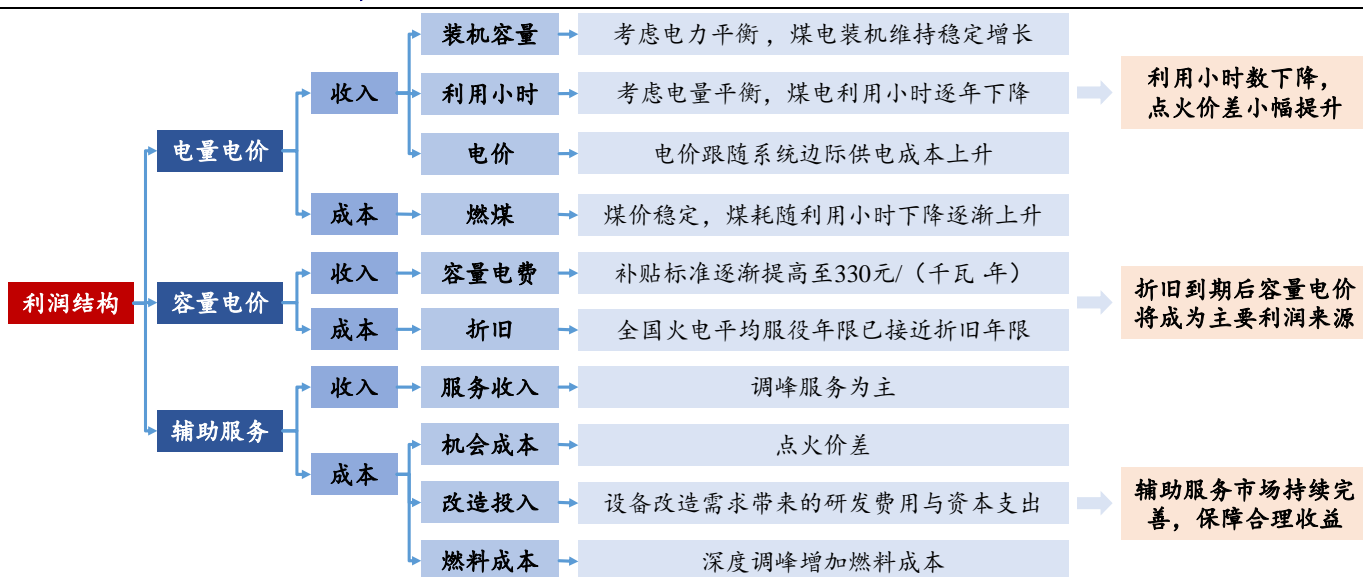 装机容量
考虑电力平衡，煤电装机维持稳定增长
收入
利用小时
考虑电量平衡，煤电利用小时逐年下降
利用小时数下降，
点火价差小幅提升
电量电价
电价
电价跟随系统边际供电成本上升
成本
燃煤
煤价稳定，煤耗随利用小时下降逐渐上升
利润结构
容量电价
收入
容量电费
补贴标准逐渐提高至330元/（千瓦·年）
成本
折旧
全国火电平均服役年限已接近折旧年限
折旧到期后容量电价
将成为主要利润来源
辅助服务
收入
服务收入
调峰服务为主
成本
机会成本
点火价差
改造投入
设备改造需求带来的研发费用与资本支出
燃料成本
深度调峰增加燃料成本
辅助服务市场持续完
善，保障合理收益